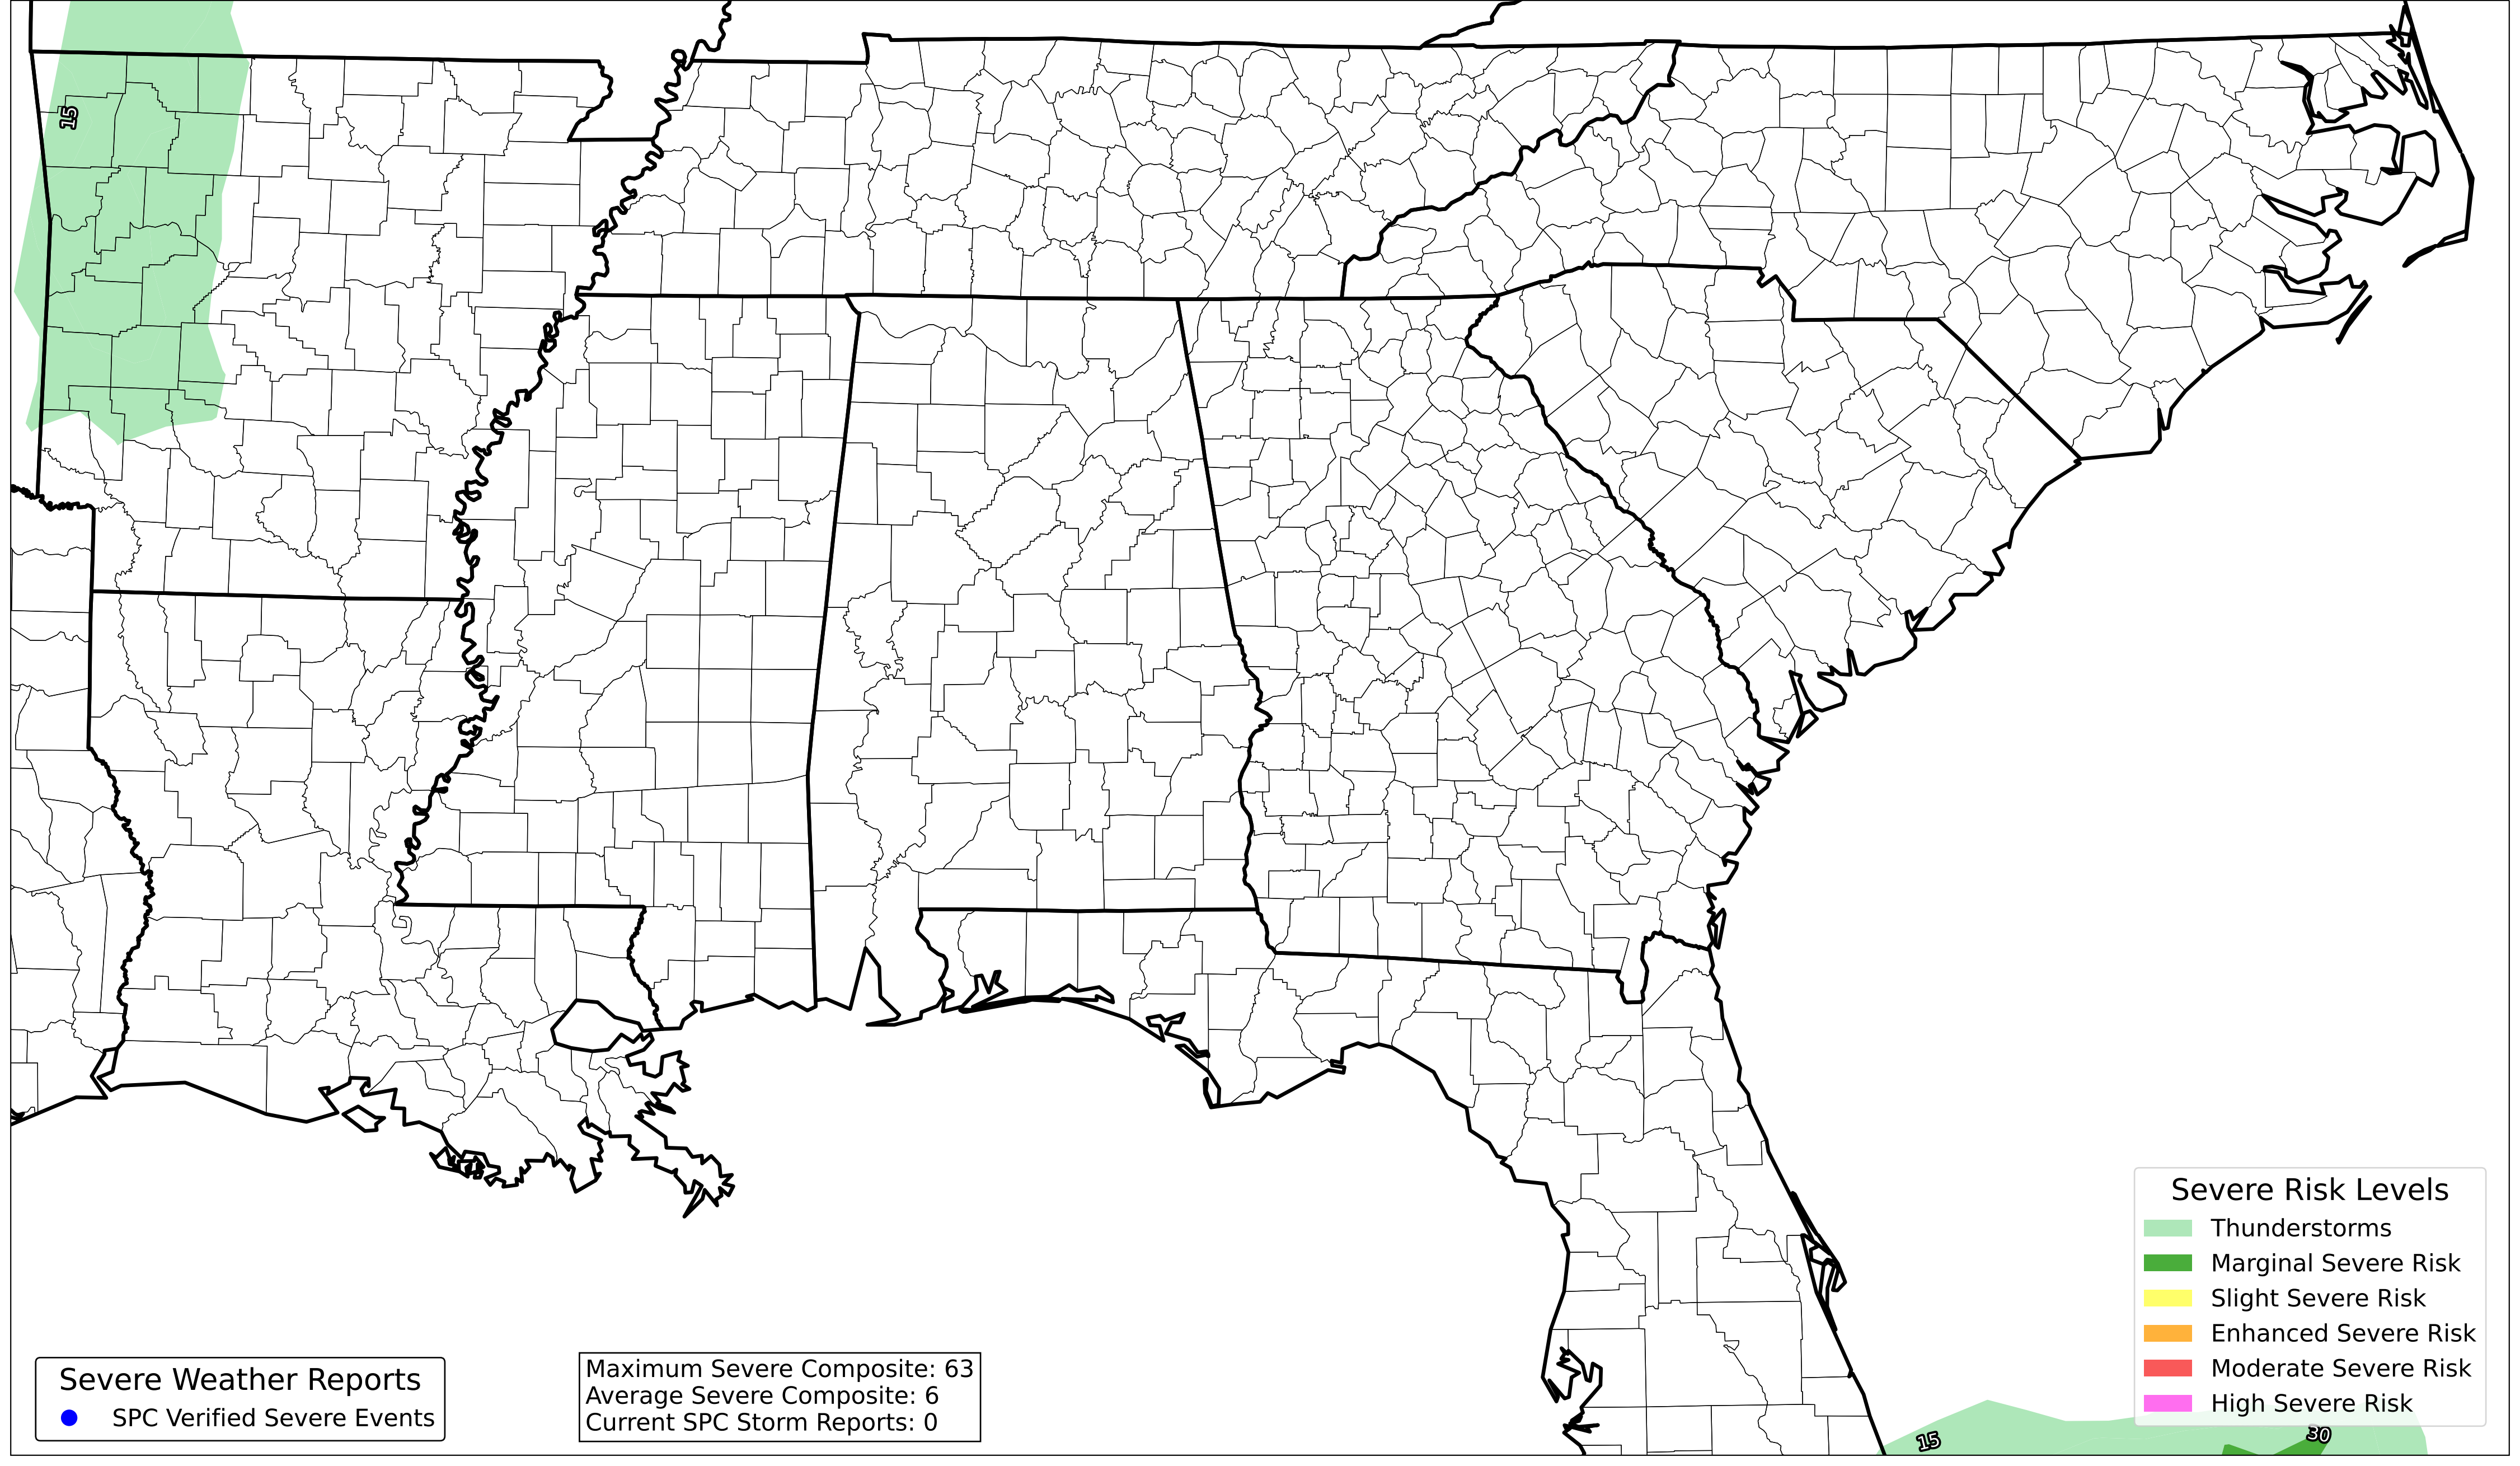 15
Severe Risk Levels
Thunderstorms
Marginal Severe Risk
Slight Severe Risk
Enhanced Severe Risk
Moderate Severe Risk
High Severe Risk
Severe Weather Reports
SPC Verified Severe Events
Maximum Severe Composite: 63
Average Severe Composite: 6
Current SPC Storm Reports: 0
15
30